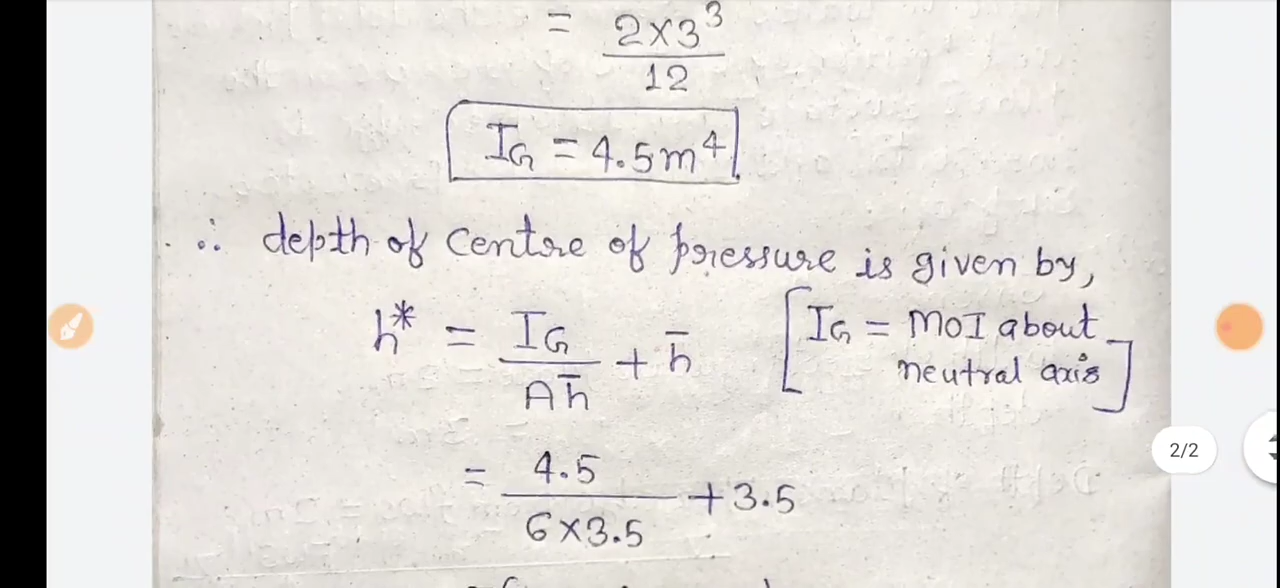 = 2×3³
12
I_G = 4.5m⁴
∴ depth of Centre of pressure is given by,
h* = I_G / A h̄ + h̄ [I_G = MOI about
neutral axis]
2/2
= 4.5 / 6×3.5 + 3.5